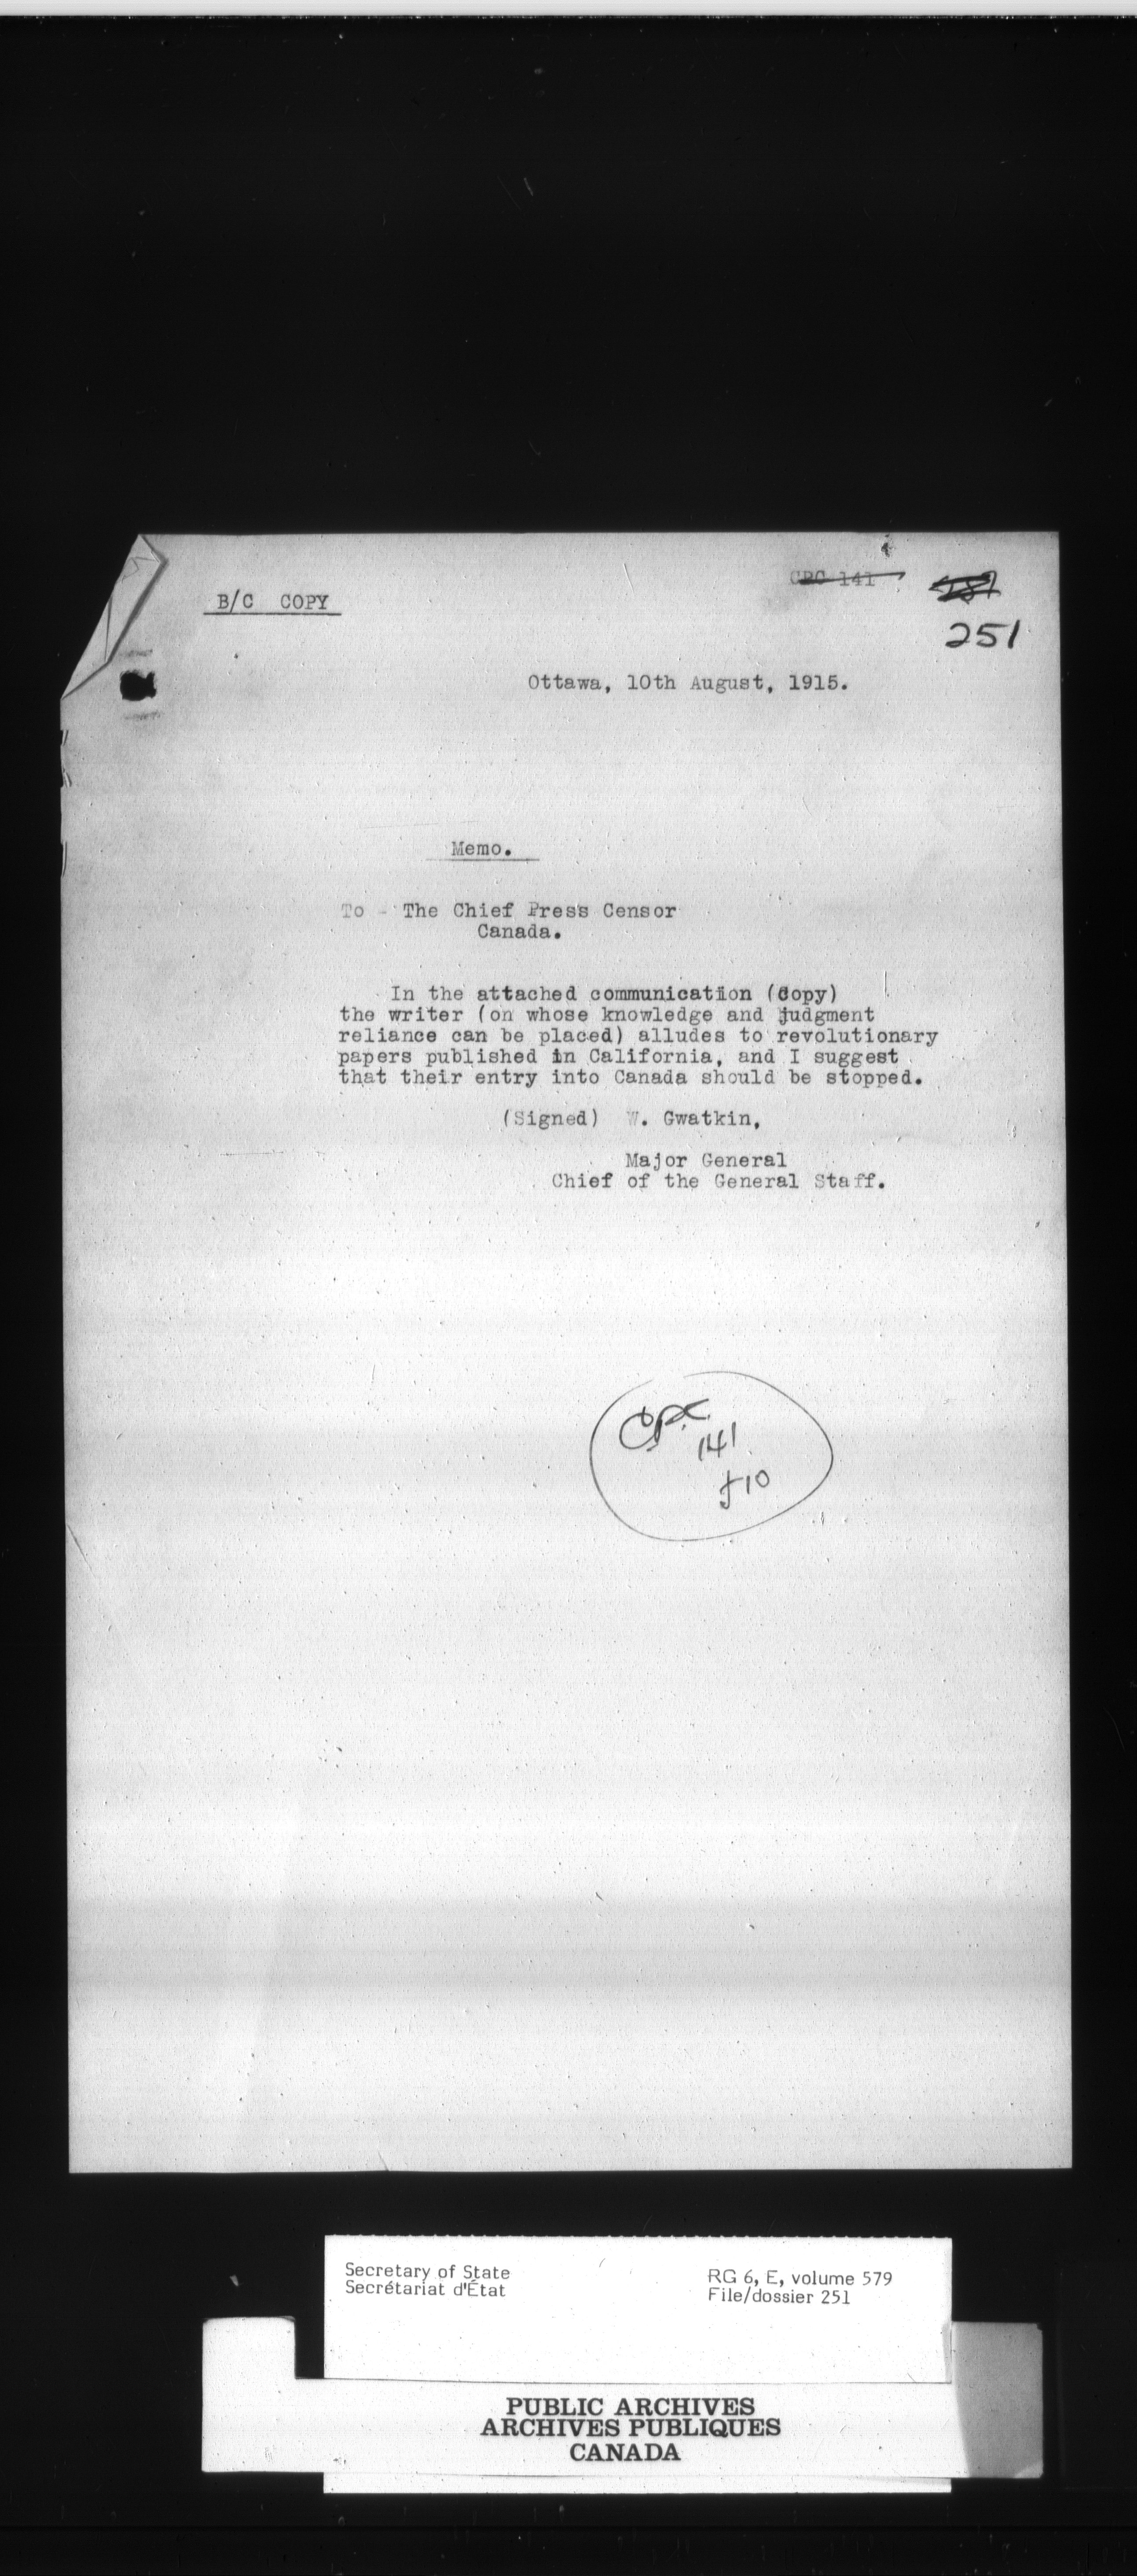 B/C COPY
CPC 141
251
Ottawa, 10th August, 1915.
Memo.
To - The Chief Press Censor
Canada.
In the attached communication (Copy)
the writer (on whose knowledge and judgment
reliance can be placed) alludes to revolutionary
papers published in California, and I suggest
that their entry into Canada should be stopped.
(Signed) W. Gwatkin,
Major General
Chief of the General Staff.
CPC
141
Secretary of State
Secrétariat d'État
RG 6, E, volume 579
File/dossier 251
PUBLIC ARCHIVES
ARCHIVES PUBLIQUES
CANADA